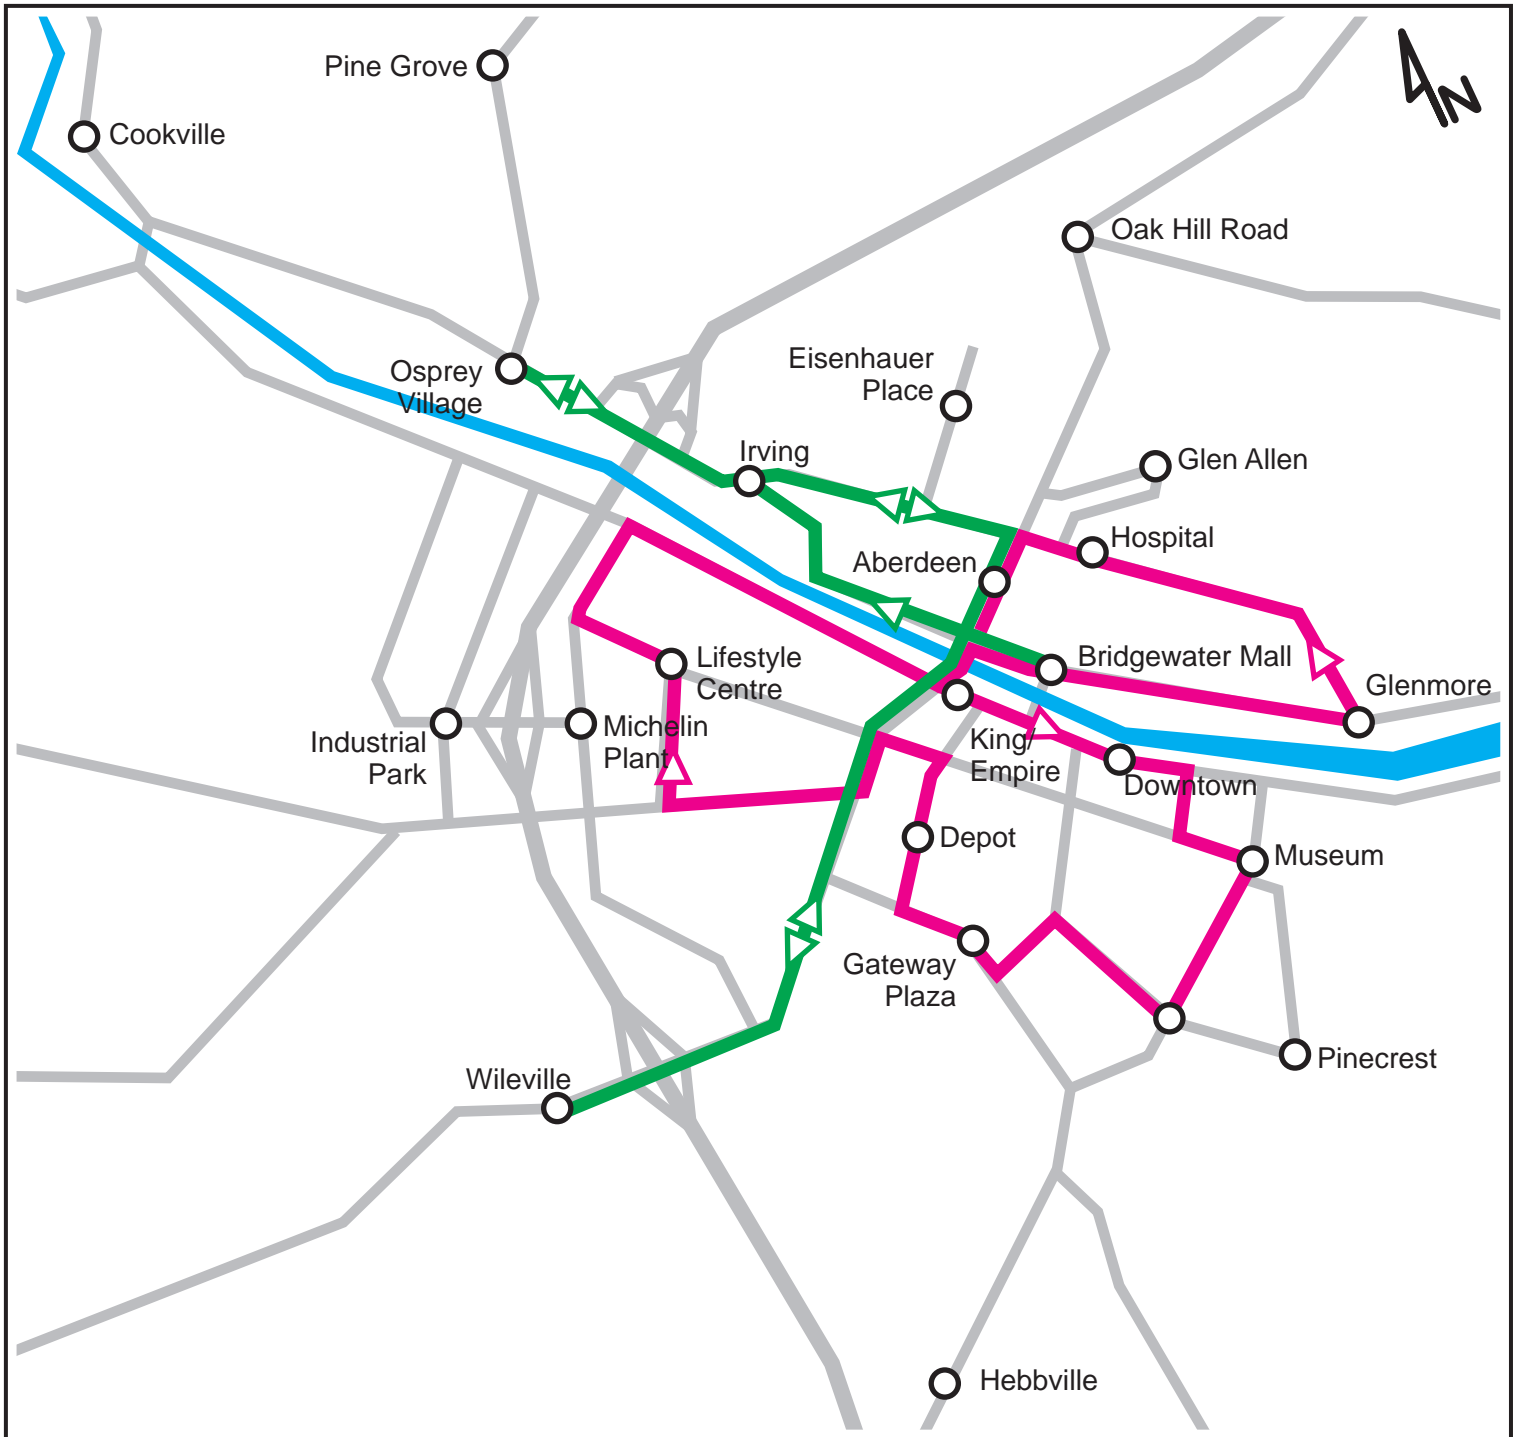 Pine Grove
Cookville
Oak Hill Road
Eisenhauer
Place
Osprey
Village
Irving
Glen Allen
Hospital
Aberdeen
Lifestyle
Centre
Bridgewater Mall
Glenmore
Michelin
Plant
Industrial
Park
King/
Empire
Downtown
Depot
Museum
Gateway
Plaza
Pinecrest
Wileville
Hebbville
N